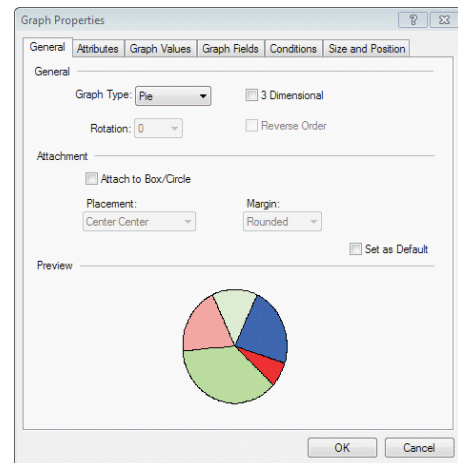 Graph Properties
General Attributes Graph Values Graph Fields Conditions Size and Position
General
Graph Type: Pie 3 Dimensional
Rotation: 0 Reverse Order
Attachment
Attach to Box/Circle
Placement: Margin:
Center Center Rounded
Set as Default
Preview
OK Cancel